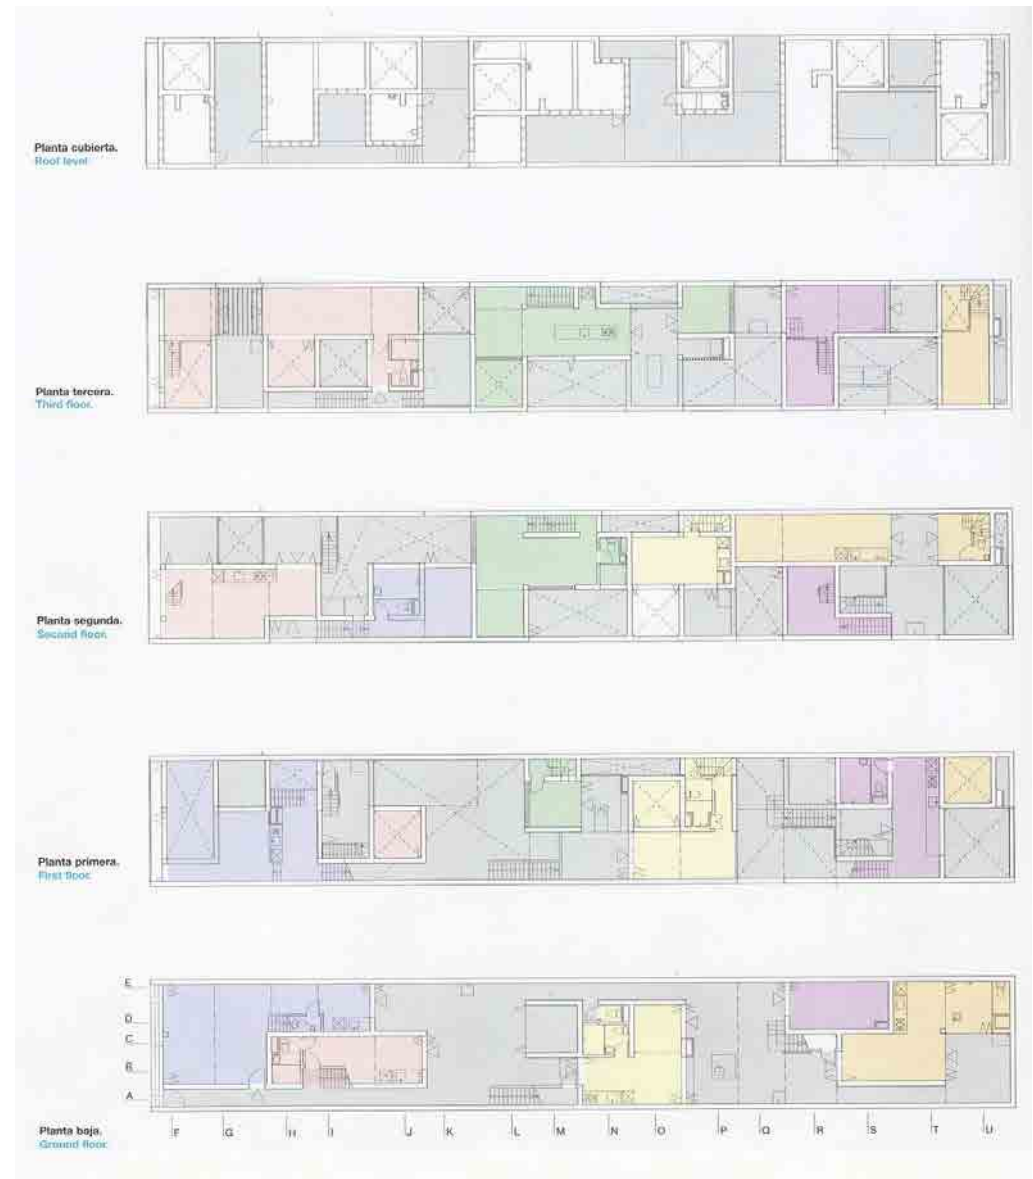 Planta cubierta.
Roof level
Planta tercera.
Third floor.
Planta segunda.
Second floor.
Planta primera.
First floor.
E
D
C
B
A
Planta baja.
Ground floor.
F G H I J K L M N O P Q R S T U